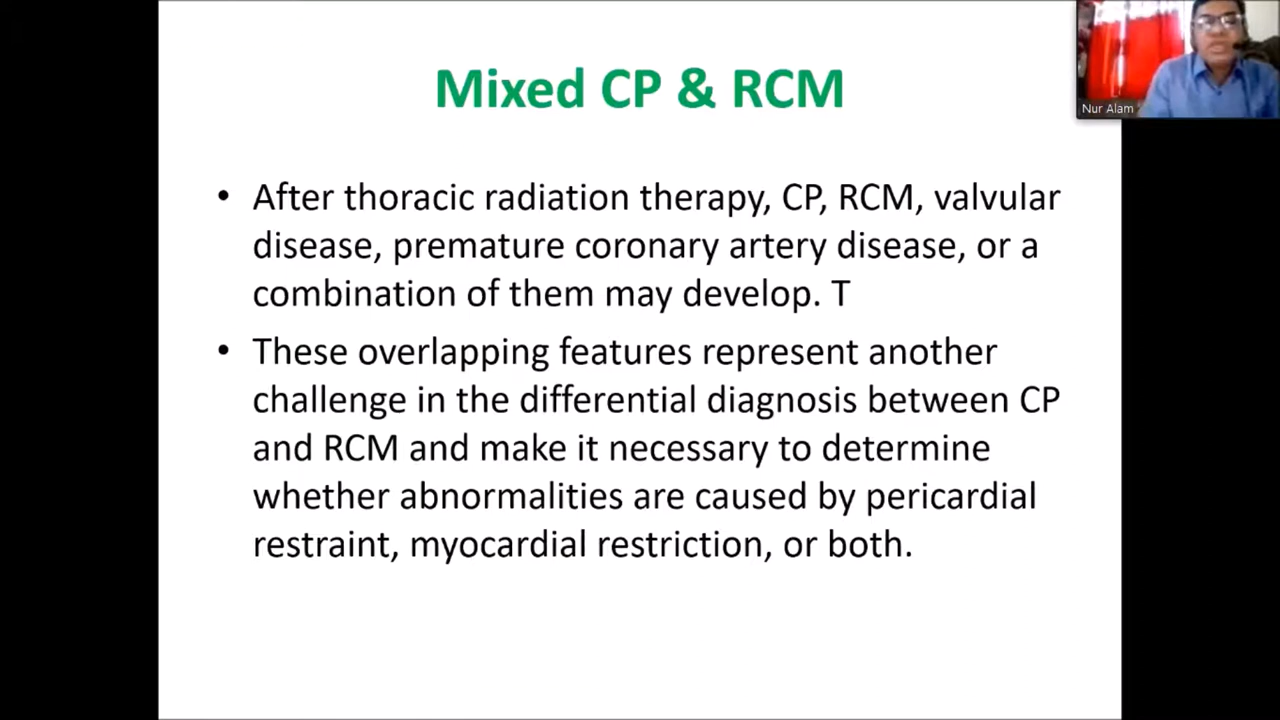 Mixed CP & RCM
Nur Alam
• After thoracic radiation therapy, CP, RCM, valvular
disease, premature coronary artery disease, or a
combination of them may develop. T
• These overlapping features represent another
challenge in the differential diagnosis between CP
and RCM and make it necessary to determine
whether abnormalities are caused by pericardial
restraint, myocardial restriction, or both.